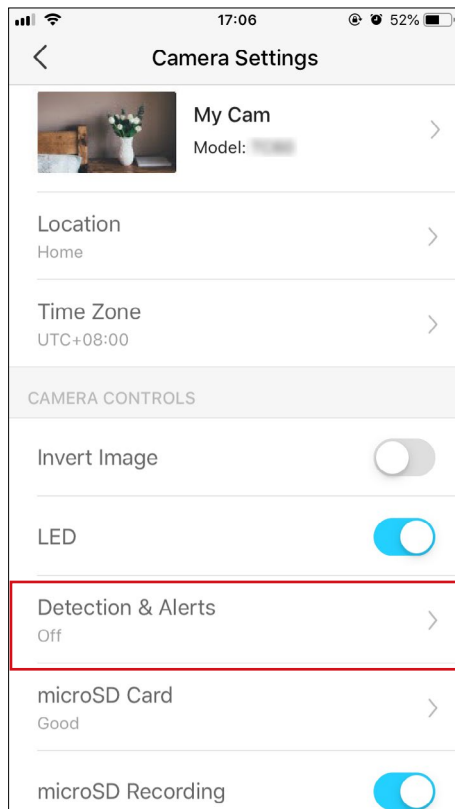 17:06
52%
Camera Settings
My Cam
Model:
Location
Home
Time Zone
UTC+08:00
CAMERA CONTROLS
Invert Image
LED
Detection & Alerts
Off
microSD Card
Good
microSD Recording